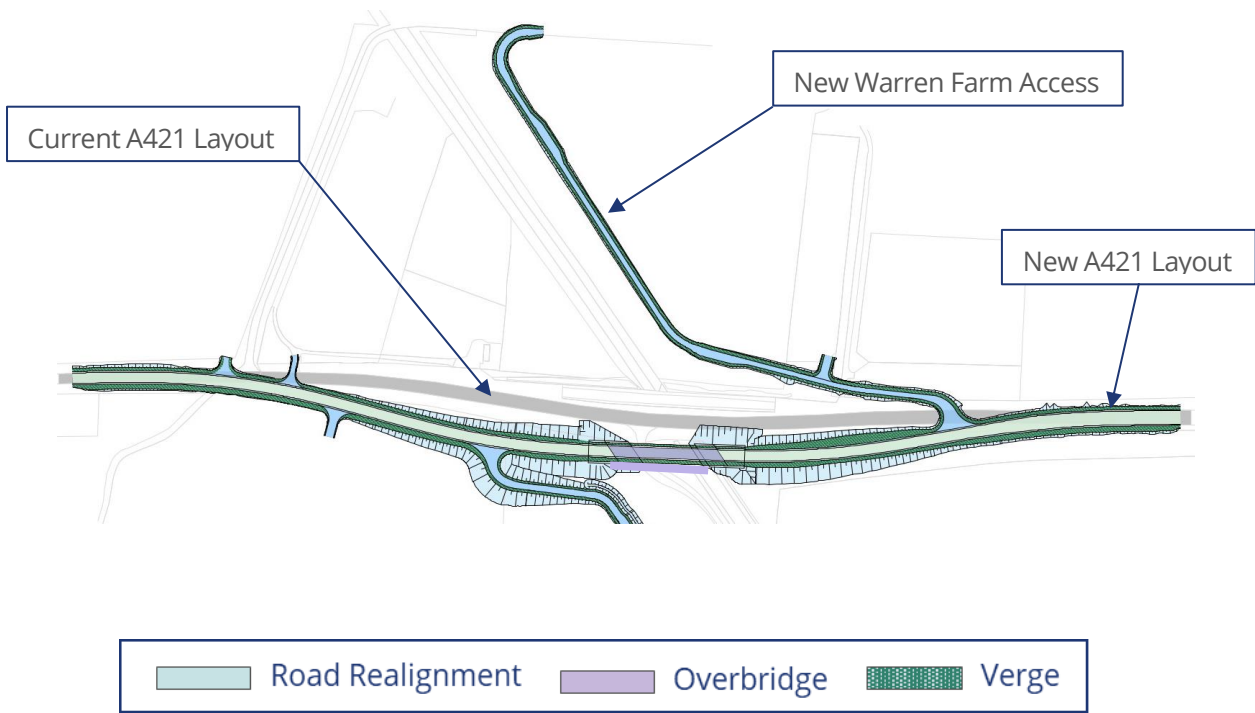 New Warren Farm Access
Current A421 Layout
New A421 Layout
Road Realignment
Overbridge
Verge